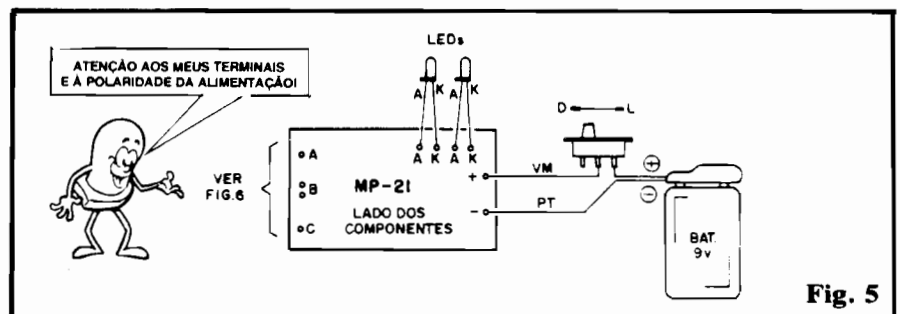 ATENÇÃO AOS MEUS TERMINAIS
E À POLARIDADE DA ALIMENTAÇÃO!
LEDs
A K A K
A K A K
D L
VER
FIG.6
A
B
C
MP-21
LADO DOS
COMPONENTES
+ VM
- PT
+
-
BAT.
9v
Fig. 5